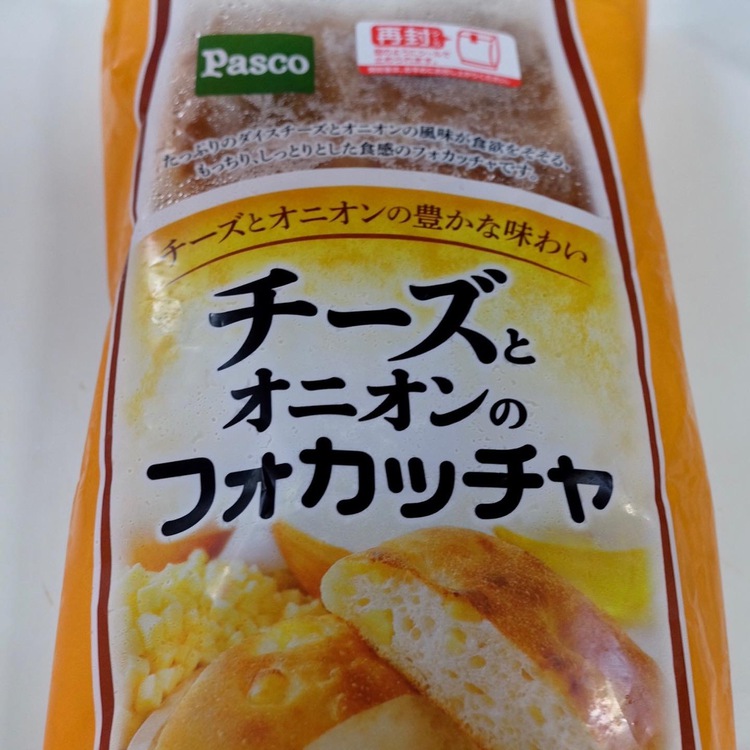 Pasco
再封
たっぷりのダイスチーズとオニオンの風味が食欲をそそる、
もっちり、しっとりとした食感のフォカッチャです。
チーズとオニオンの豊かな味わい
チーズと
オニオンの
フォカッチャ